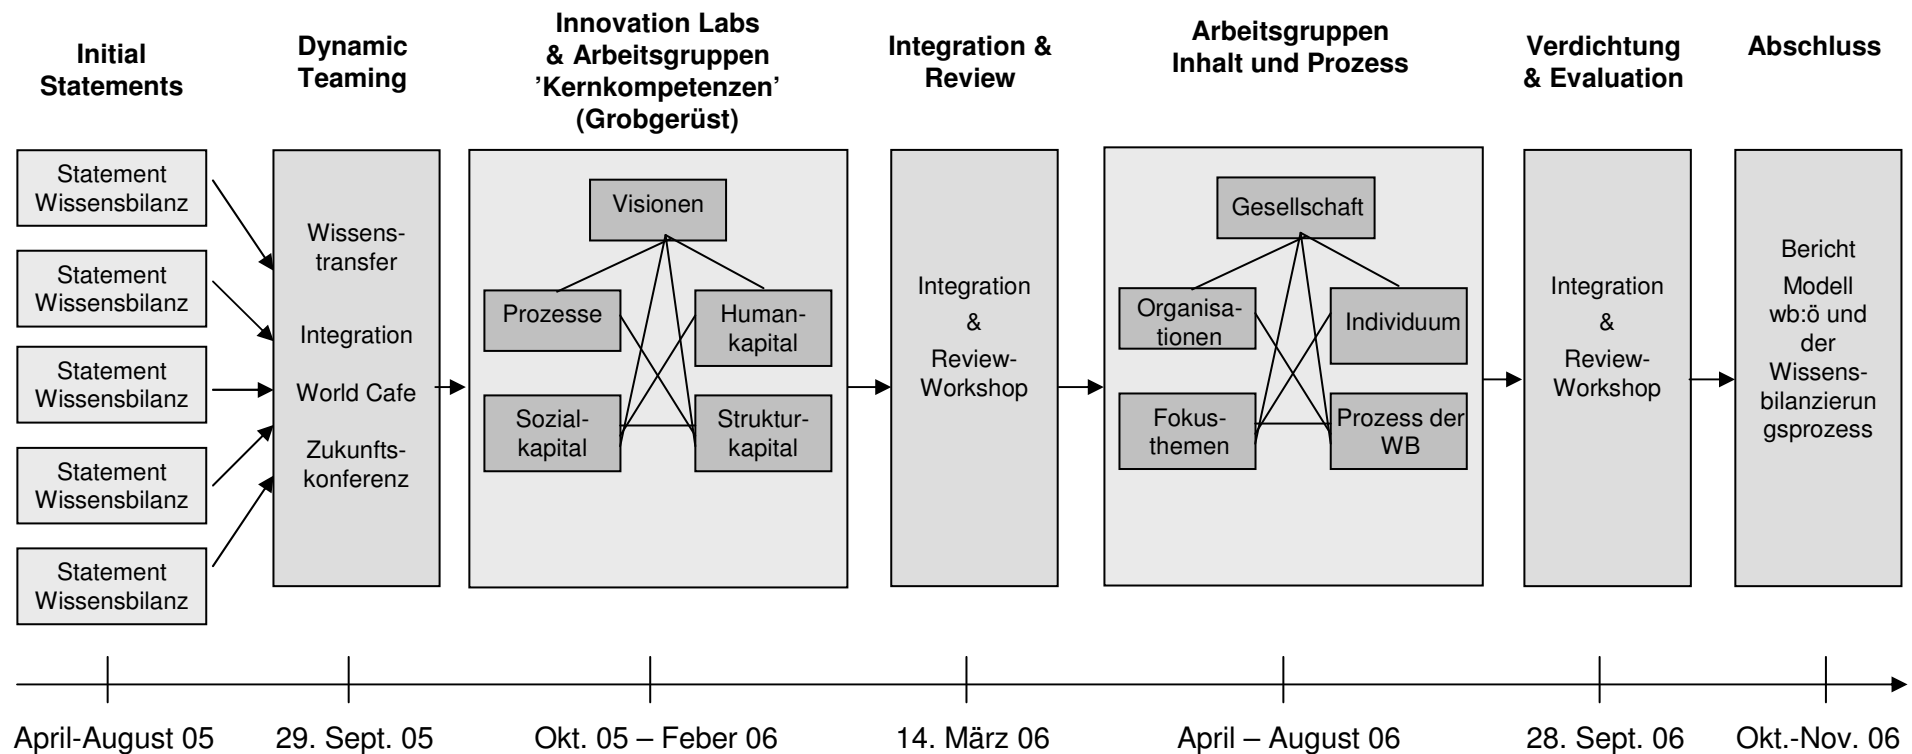 Initial
Statements
Dynamic
Teaming
Innovation Labs
& Arbeitsgruppen
’Kernkompetenzen’
(Grobgerüst)
Integration &
Review
Arbeitsgruppen
Inhalt und Prozess
Verdichtung
& Evaluation
Abschluss
Statement
Wissensbilanz
Statement
Wissensbilanz
Statement
Wissensbilanz
Statement
Wissensbilanz
Statement
Wissensbilanz
Wissens-
transfer
Integration
World Cafe
Zukunfts-
konferenz
Visionen
Prozesse
Human-
kapital
Sozial-
kapital
Struktur-
kapital
Integration
&
Review-
Workshop
Gesellschaft
Organisa-
tionen
Individuum
Fokus-
themen
Prozess der
WB
Integration
&
Review-
Workshop
Bericht
Modell
wb:ö und
der
Wissens-
bilanzierun
gsprozess
April-August 05
29. Sept. 05
Okt. 05 – Feber 06
14. März 06
April – August 06
28. Sept. 06
Okt.-Nov. 06